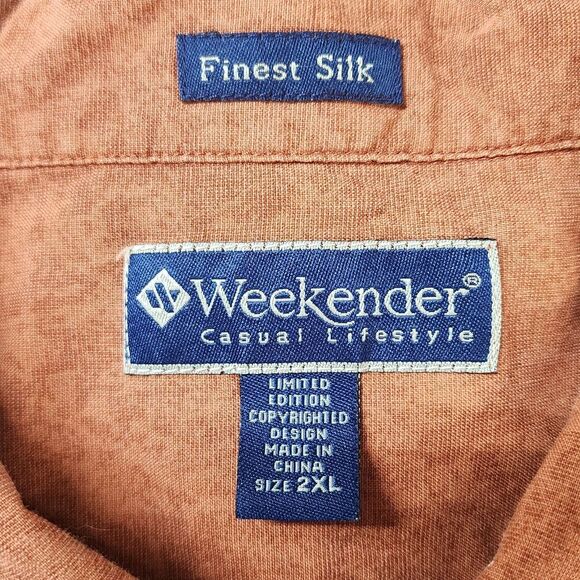 Finest Silk
Weekender®
Casual Lifestyle
LIMITED
EDITION
COPYRIGHTED
DESIGN
MADE IN
CHINA
SIZE 2XL